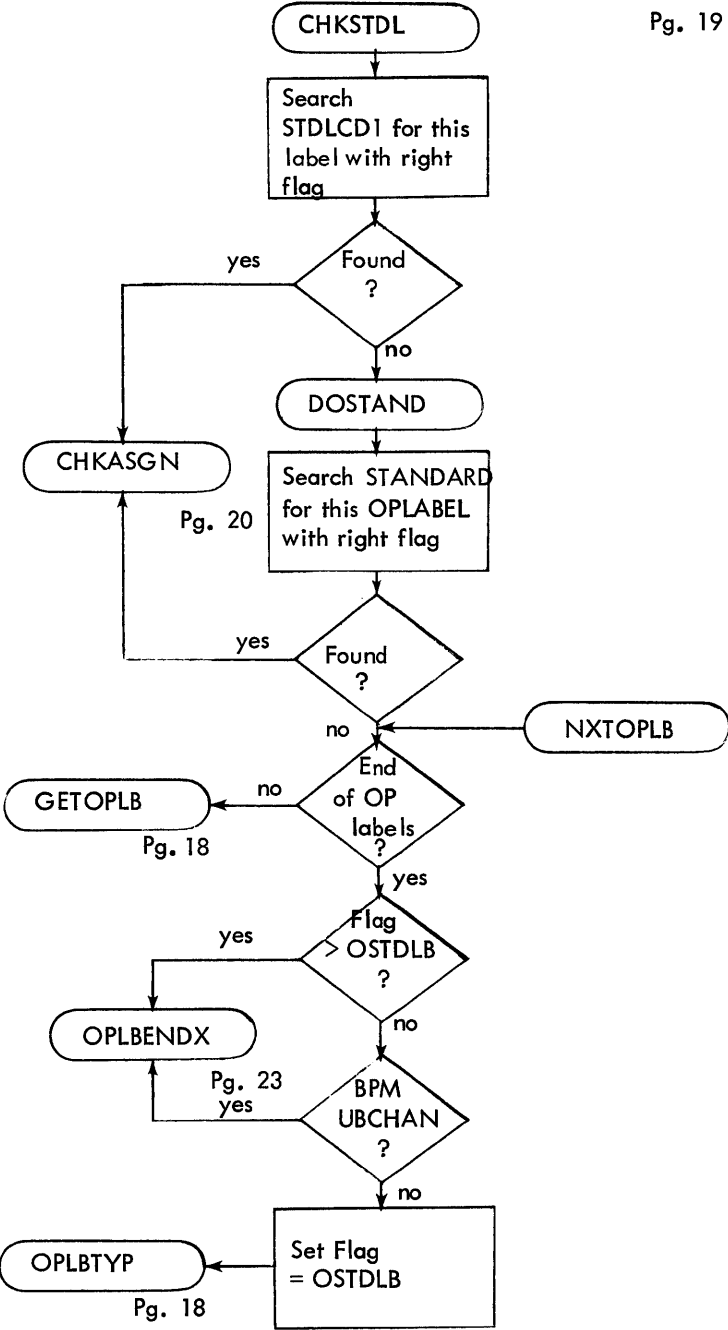 CHKSTDL
Pg. 19
Search
STDLCD1 for this
label with right
flag
yes
Found
?
no
DOSTAND
CHKASGN
Pg. 20
Search STANDARD
for this OPLABEL
with right flag
yes
Found
?
no
NXTOPLB
End
of OP
labels
?
no
GETOPLB
Pg. 18
yes
Flag
> OSTDLB
?
yes
OPLBENDX
Pg. 23
no
BPM
UBCHAN
?
yes
no
Set Flag
= OSTDLB
OPLBTYP
Pg. 18